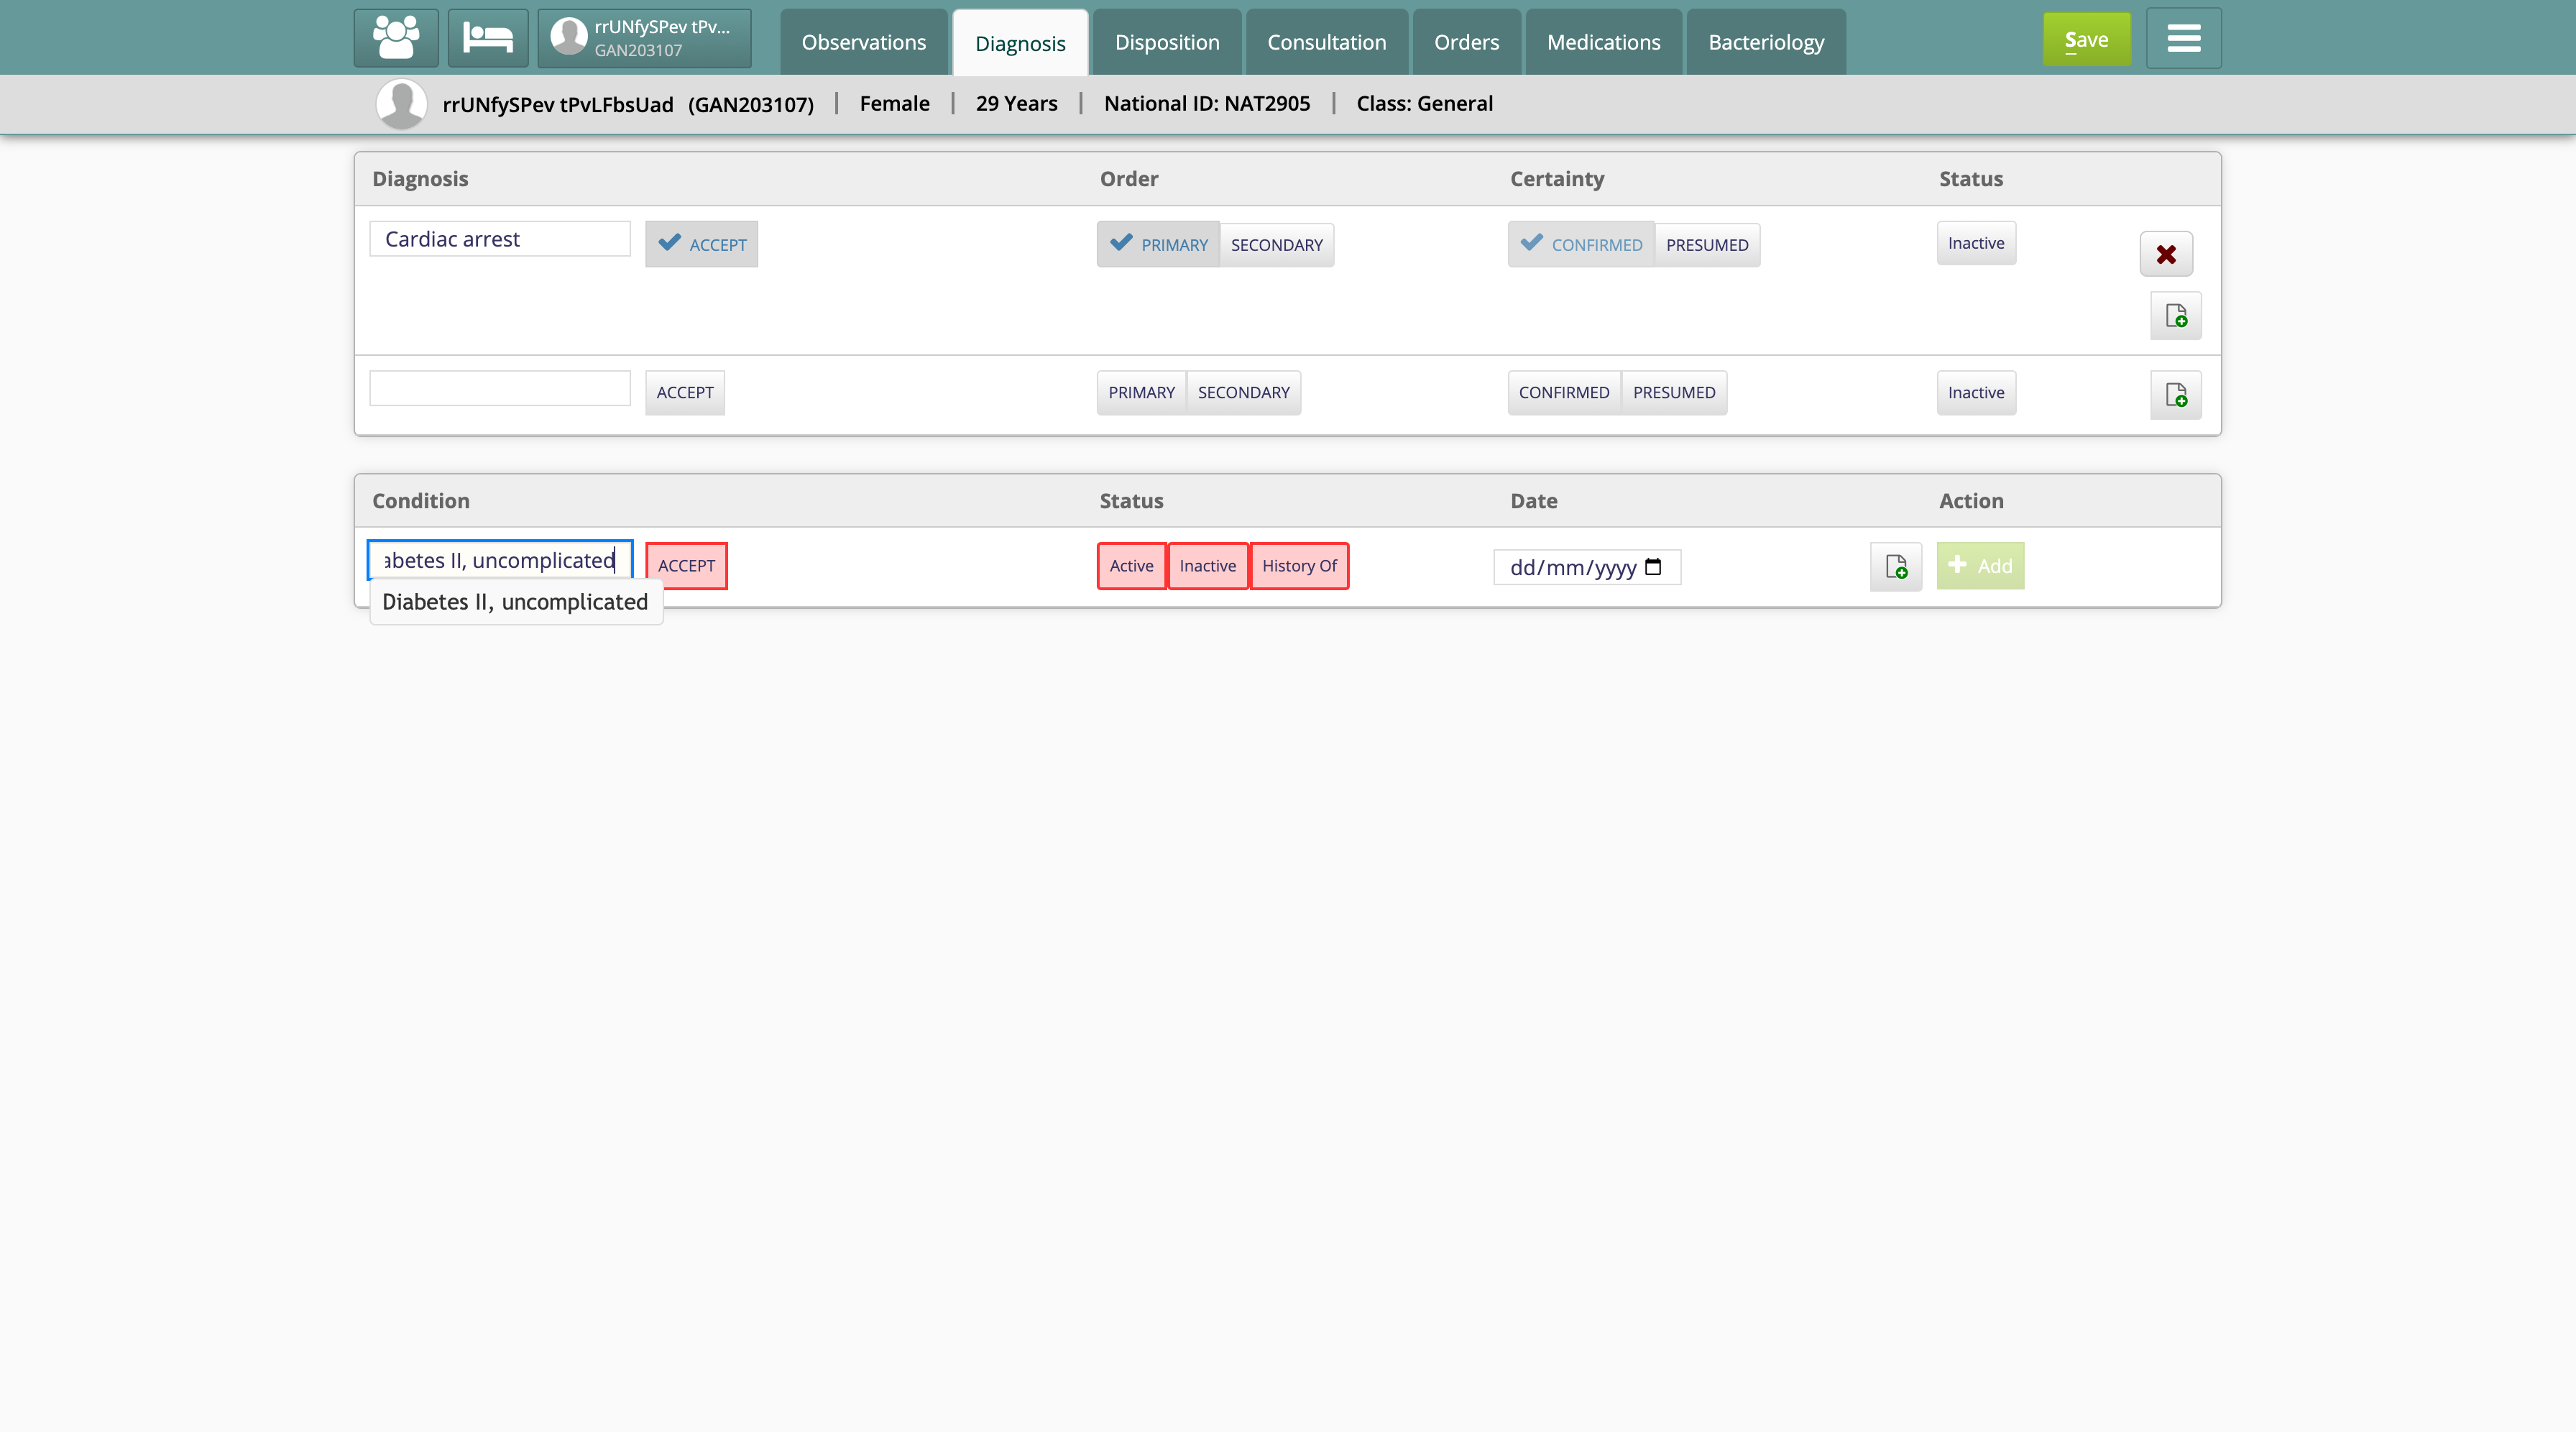 rrUNfySPev tPv...
GAN203107
Observations
Diagnosis
Disposition
Consultation
Orders
Medications
Bacteriology
Save
rrUNfySPev tPvLFbsUad (GAN203107) | Female | 29 Years | National ID: NAT2905 | Class: General
Diagnosis Order Certainty Status
Cardiac arrest ACCEPT PRIMARY SECONDARY CONFIRMED PRESUMED Inactive
ACCEPT PRIMARY SECONDARY CONFIRMED PRESUMED Inactive
Condition Status Date Action
abetes II, uncomplicated ACCEPT Active Inactive History Of dd/mm/yyyy Add
Diabetes II, uncomplicated